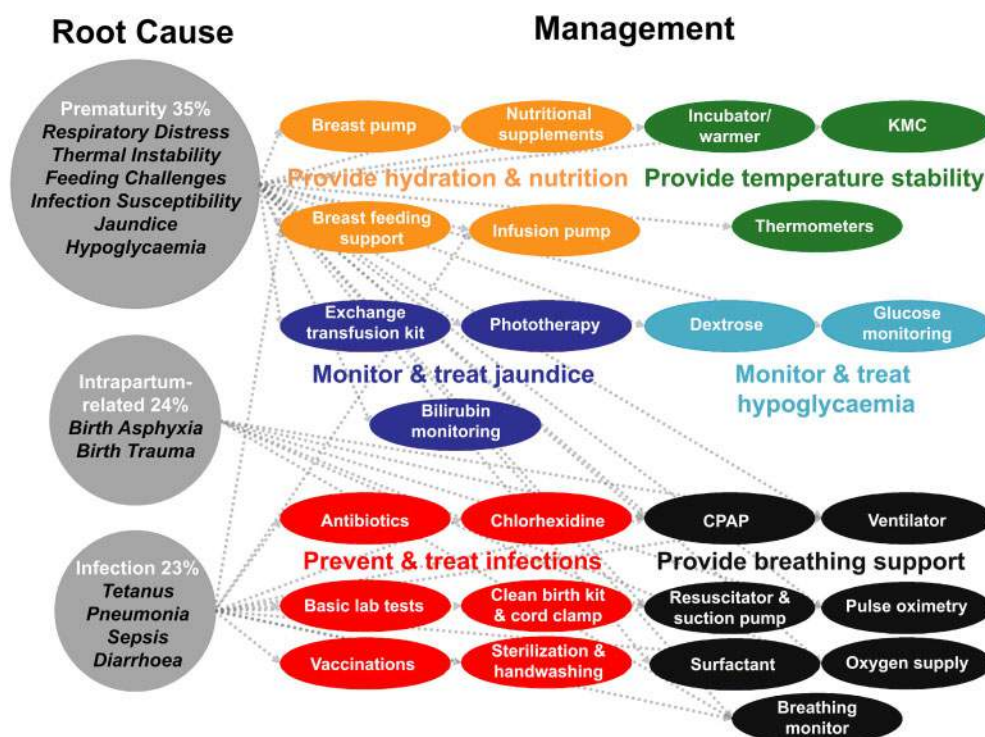 Root Cause
Management
Prematurity 35%
Respiratory Distress
Thermal Instability
Feeding Challenges
Infection Susceptibility
Jaundice
Hypoglycaemia
Intrapartum-
related 24%
Birth Asphyxia
Birth Trauma
Infection 23%
Tetanus
Pneumonia
Sepsis
Diarrhoea
Breast pump
Nutritional
supplements
Provide hydration & nutrition
Breast feeding
support
Infusion pump
Incubator/
warmer
KMC
Provide temperature stability
Thermometers
Exchange
transfusion kit
Phototherapy
Monitor & treat jaundice
Bilirubin
monitoring
Dextrose
Glucose
monitoring
Monitor & treat
hypoglycaemia
Antibiotics
Chlorhexidine
Prevent & treat infections
Basic lab tests
Clean birth kit
& cord clamp
Vaccinations
Sterilization &
handwashing
CPAP
Ventilator
Provide breathing support
Resuscitator &
suction pump
Pulse oximetry
Surfactant
Oxygen supply
Breathing
monitor